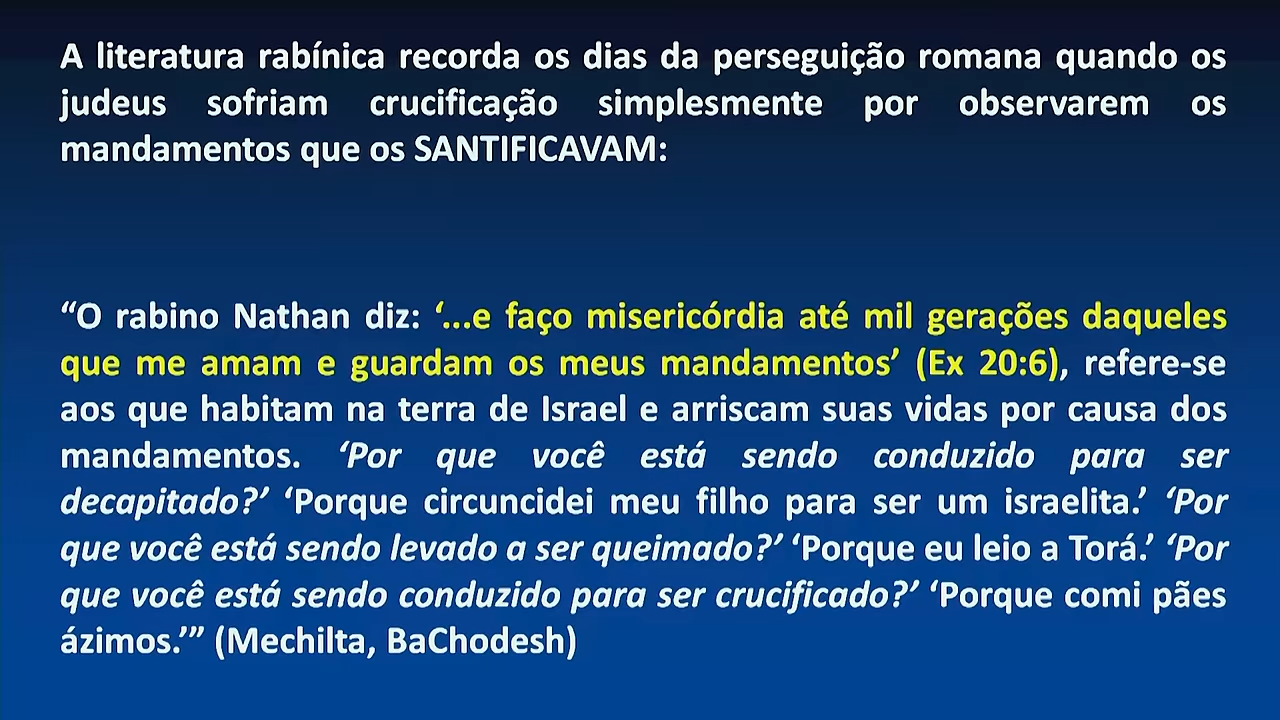 A literatura rabínica recorda os dias da perseguição romana quando os
judeus sofriam crucificação simplesmente por observarem os
mandamentos que os SANTIFICAVAM:
“O rabino Nathan diz: ‘...e faço misericórdia até mil gerações daqueles
que me amam e guardam os meus mandamentos’ (Ex 20:6), refere-se
aos que habitam na terra de Israel e arriscam suas vidas por causa dos
mandamentos. ‘Por que você está sendo conduzido para ser
decapitado?’ ‘Porque circuncidei meu filho para ser um israelita.’ ‘Por
que você está sendo levado a ser queimado?’ ‘Porque eu leio a Torá.’ ‘Por
que você está sendo conduzido para ser crucificado?’ ‘Porque comi pães
ázimos.’” (Mechilta, BaChodesh)